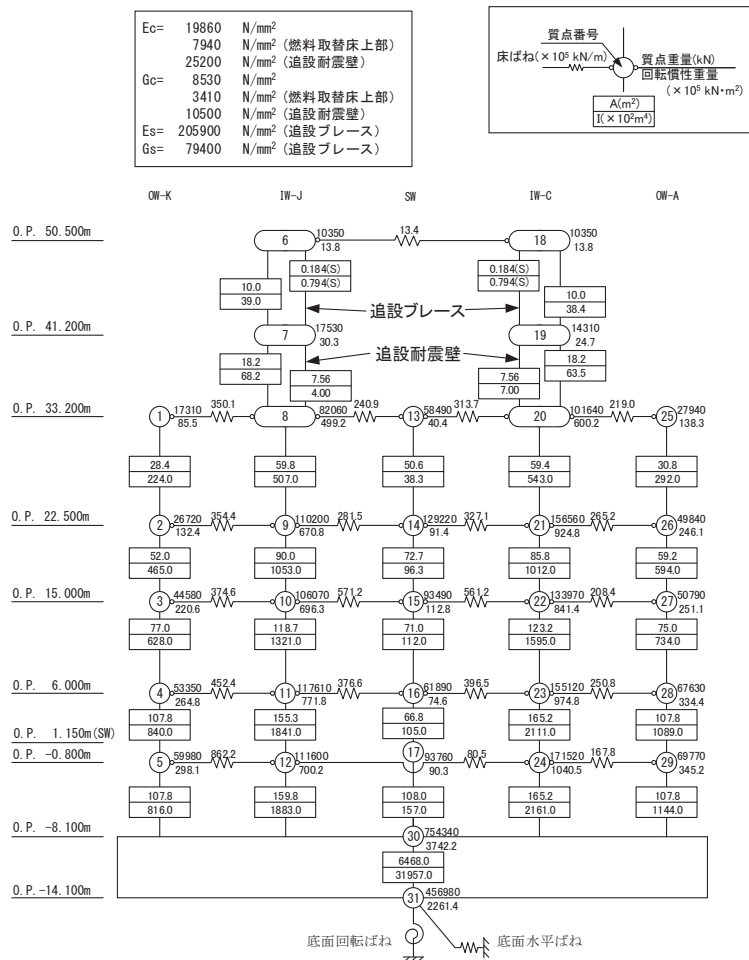 Ec= 19860 N/mm²
7940 N/mm² (燃料取替床上部)
25200 N/mm² (追設耐震壁)
Gc= 8530 N/mm²
3410 N/mm² (燃料取替床上部)
10500 N/mm² (追設耐震壁)
Es= 205900 N/mm² (追設ブレース)
Gs= 79400 N/mm² (追設ブレース)
質点番号
床ばね(×10⁵ kN/m)
質点重量(kN)
回転慣性重量
(×10⁵ kN・m²)
A(m²)
I(×10²m⁴)
OW-K IW-J SW IW-C OW-A
O.P. 50.500m
6 10350 13.4 18 10350
13.8 13.8
0.184(S) 0.184(S)
0.794(S) 0.794(S)
10.0 10.0
39.0 38.4
追設ブレース
O.P. 41.200m
7 17530 19 14310
30.3 24.7
追設耐震壁
18.2 18.2
68.2 63.5
7.56 7.56
4.00 7.00
O.P. 33.200m
1 17310 350.1 8 82060 240.9 13 58490 313.7 20 101640 219.0 25 27940
85.5 499.2 40.4 600.2 138.3
28.4 59.8 50.6 59.4 30.8
224.0 507.0 38.3 543.0 292.0
O.P. 22.500m
2 26720 354.4 9 110200 281.5 14 129220 327.1 21 156560 265.2 26 49840
132.4 670.8 91.4 924.8 246.1
52.0 90.0 72.7 85.8 59.2
465.0 1053.0 96.3 1012.0 594.0
O.P. 15.000m
3 44580 374.6 10 106070 571.2 15 93490 561.2 22 133970 208.4 27 50790
220.6 696.3 112.8 841.4 251.1
77.0 118.7 71.0 123.2 75.0
628.0 1321.0 112.0 1595.0 734.0
O.P. 6.000m
4 53350 452.4 11 117610 376.6 16 61890 396.5 23 155120 250.8 28 67630
264.8 771.8 74.6 974.8 334.4
107.8 155.3 66.8 165.2 107.8
840.0 1841.0 105.0 2111.0 1089.0
O.P. 1.150m(SW)
O.P. -0.800m
5 59980 862.2 12 111600 17 93760 80.5 24 171520 167.8 29 69770
298.1 700.2 90.3 1040.5 345.2
107.8 159.8 108.0 165.2 107.8
816.0 1883.0 157.0 2161.0 1144.0
O.P. -8.100m
30 754340
3742.2
6468.0
31957.0
O.P.-14.100m
31 456980
2261.4
底面回転ばね 底面水平ばね